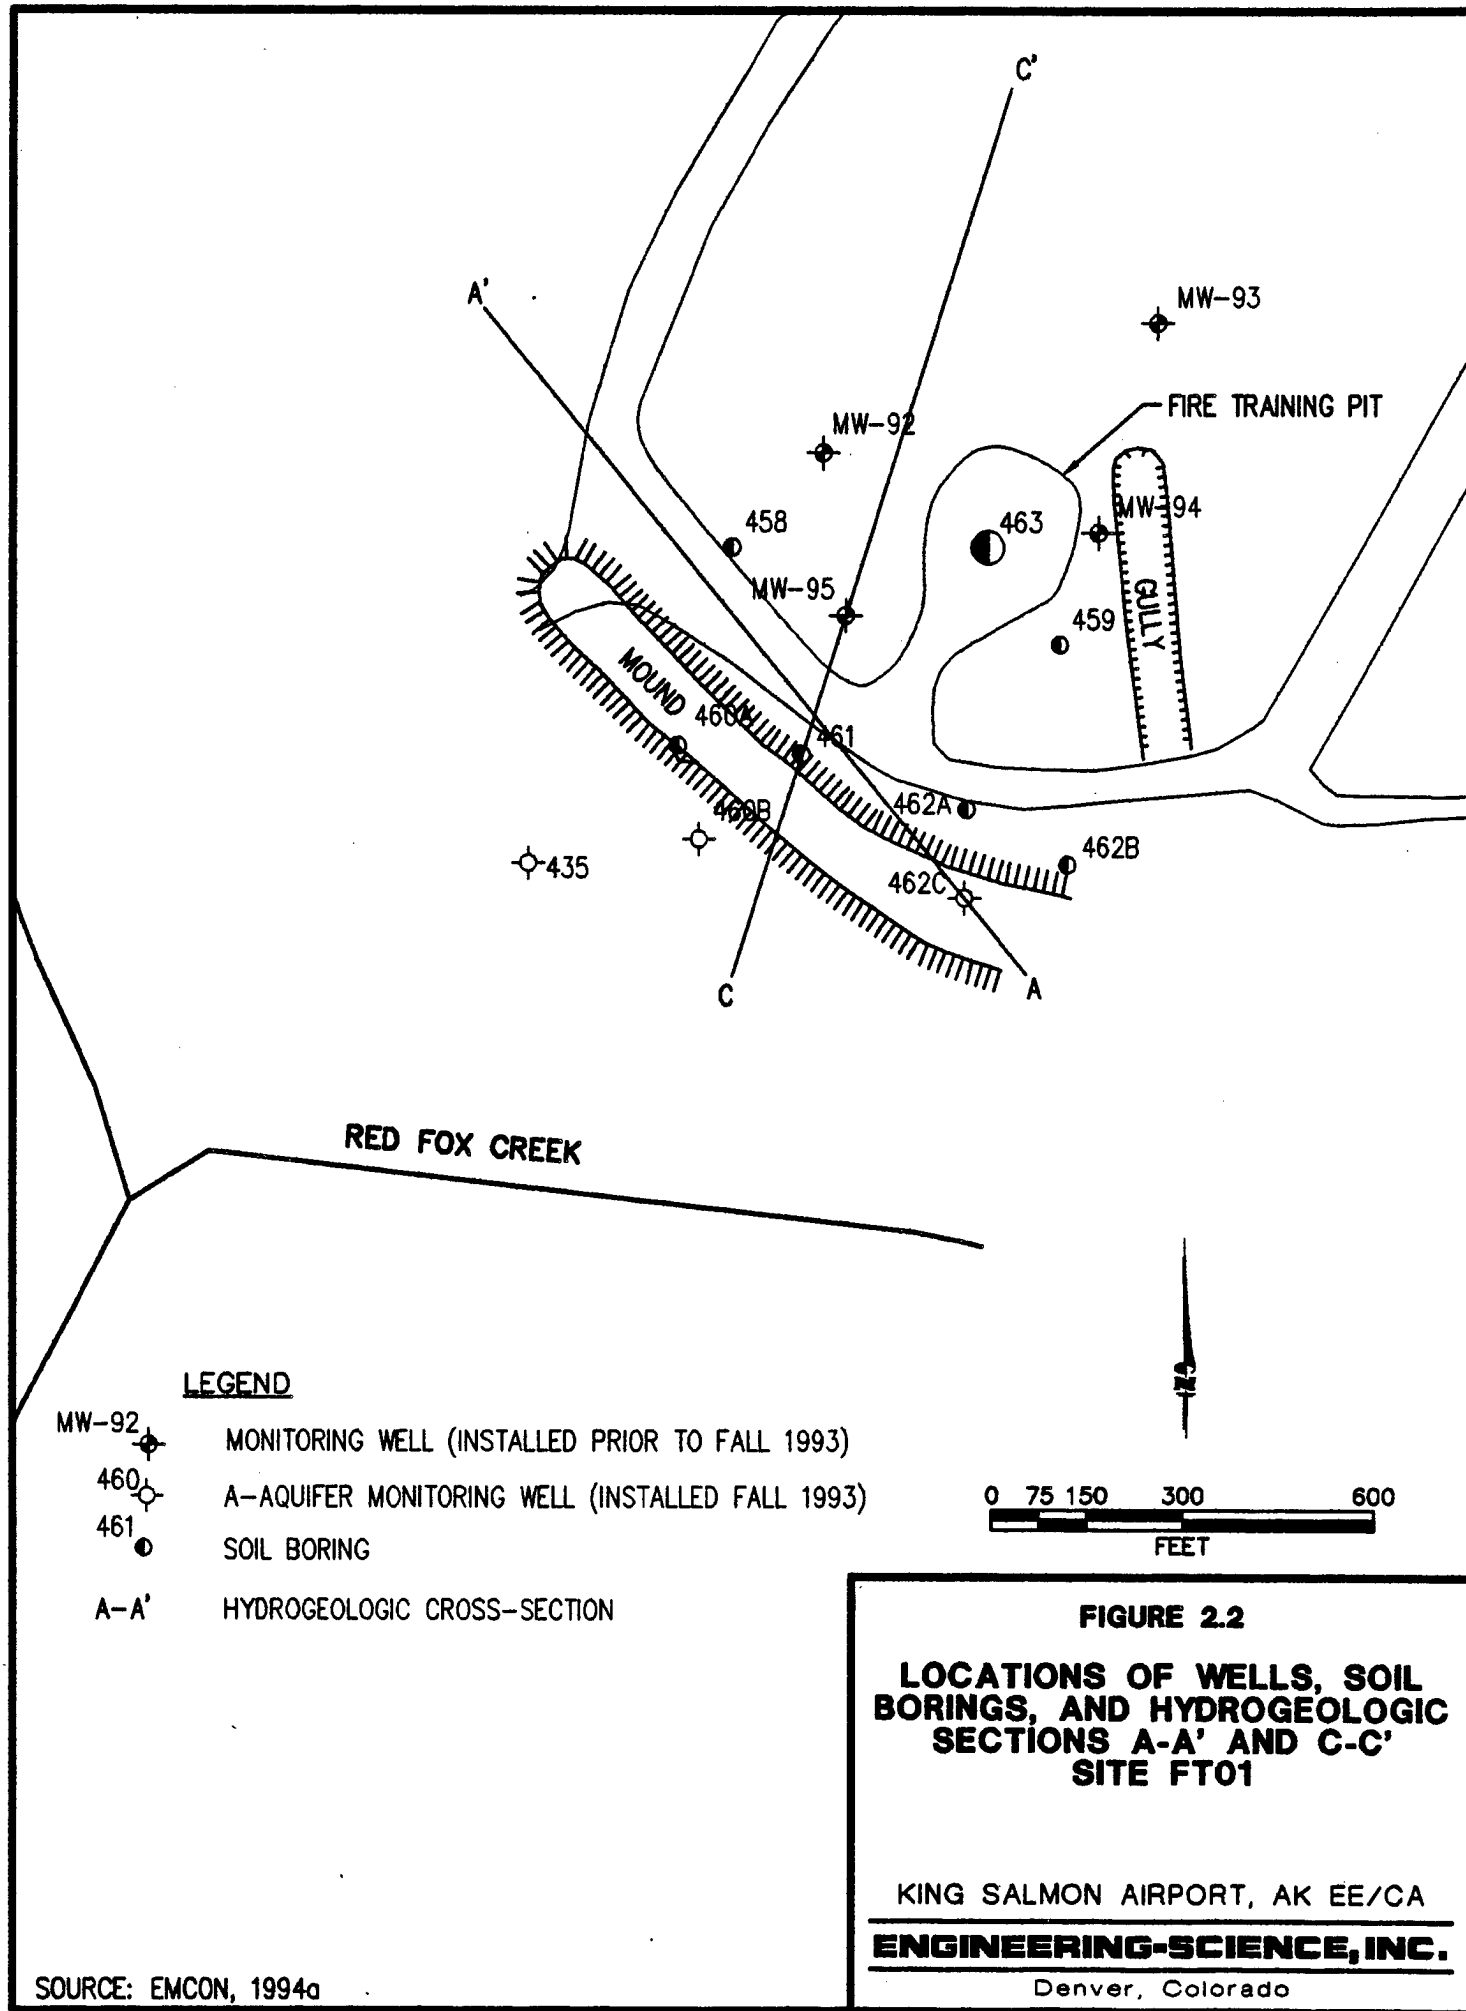 C'
A'
MW-93
FIRE TRAINING PIT
MW-92
458
463
MW-94
MW-95
GULLY
459
MOUND
461
462A
460B
462B
435
462C
C
A
RED FOX CREEK
N
LEGEND
MW-92 MONITORING WELL (INSTALLED PRIOR TO FALL 1993)
460 A-AQUIFER MONITORING WELL (INSTALLED FALL 1993)
461 SOIL BORING
A-A' HYDROGEOLOGIC CROSS-SECTION
0 75 150 300 600
FEET
FIGURE 2.2
LOCATIONS OF WELLS, SOIL
BORINGS, AND HYDROGEOLOGIC
SECTIONS A-A' AND C-C'
SITE FT01
KING SALMON AIRPORT, AK EE/CA
ENGINEERING-SCIENCE, INC.
Denver, Colorado
SOURCE: EMCON, 1994a